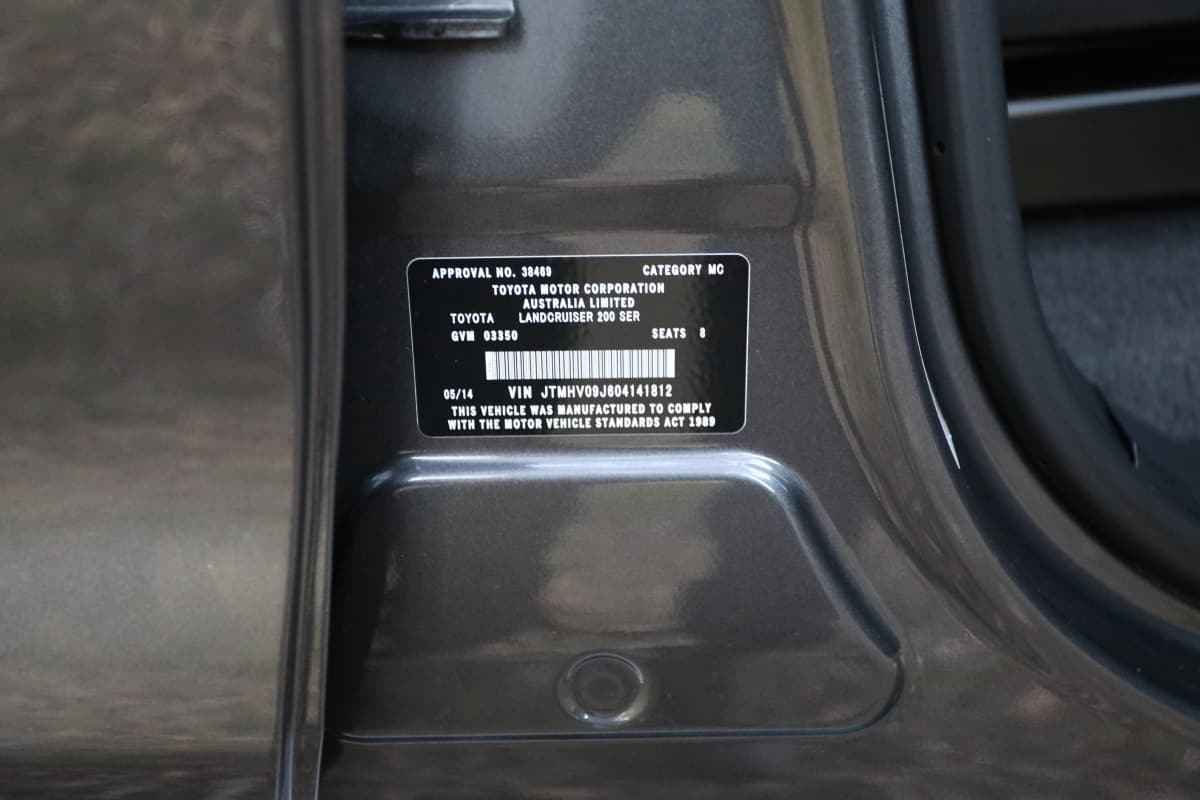 APPROVAL NO. 38469 CATEGORY MC
TOYOTA MOTOR CORPORATION
AUSTRALIA LIMITED
TOYOTA LANDCRUISER 200 SER
GVM 03350 SEATS 8
05/14 VIN JTMHV09J604141812
THIS VEHICLE WAS MANUFACTURED TO COMPLY
WITH THE MOTOR VEHICLE STANDARDS ACT 1989